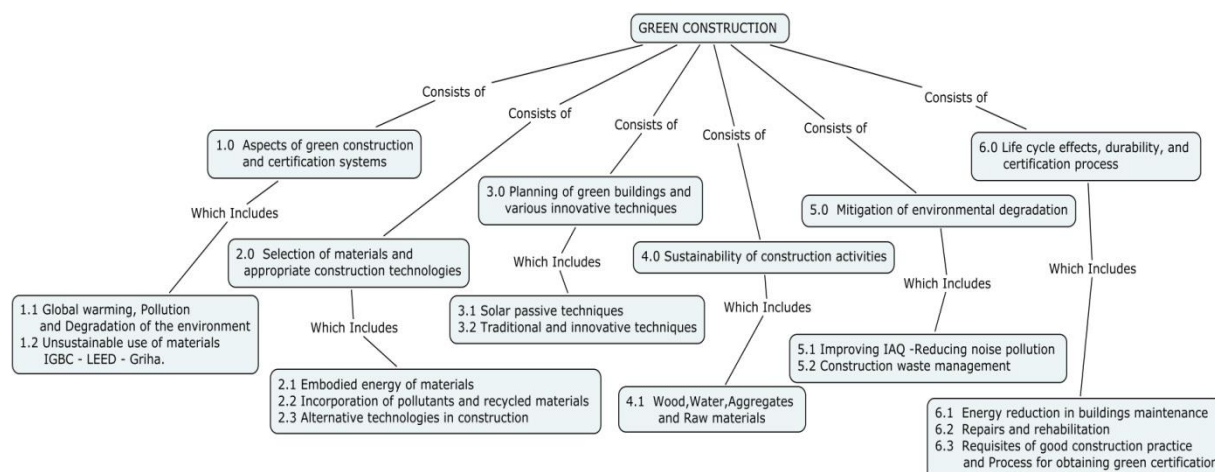 GREEN CONSTRUCTION
Consists of
Consists of
Consists of
Consists of
Consists of
Consists of
1.0 Aspects of green construction
and certification systems
Which Includes
1.1 Global warming, Pollution
and Degradation of the environment
1.2 Unsustainable use of materials
IGBC - LEED - Griha.
2.0 Selection of materials and
appropriate construction technologies
Which Includes
2.1 Embodied energy of materials
2.2 Incorporation of pollutants and recycled materials
2.3 Alternative technologies in construction
3.0 Planning of green buildings and
various innovative techniques
Which Includes
3.1 Solar passive techniques
3.2 Traditional and innovative techniques
4.0 Sustainability of construction activities
Which Includes
4.1 Wood,Water,Aggregates
and Raw materials
5.0 Mitigation of environmental degradation
Which Includes
5.1 Improving IAQ -Reducing noise pollution
5.2 Construction waste management
6.0 Life cycle effects, durability, and
certification process
Which Includes
6.1 Energy reduction in buildings maintenance
6.2 Repairs and rehabilitation
6.3 Requisites of good construction practice
and Process for obtaining green certification